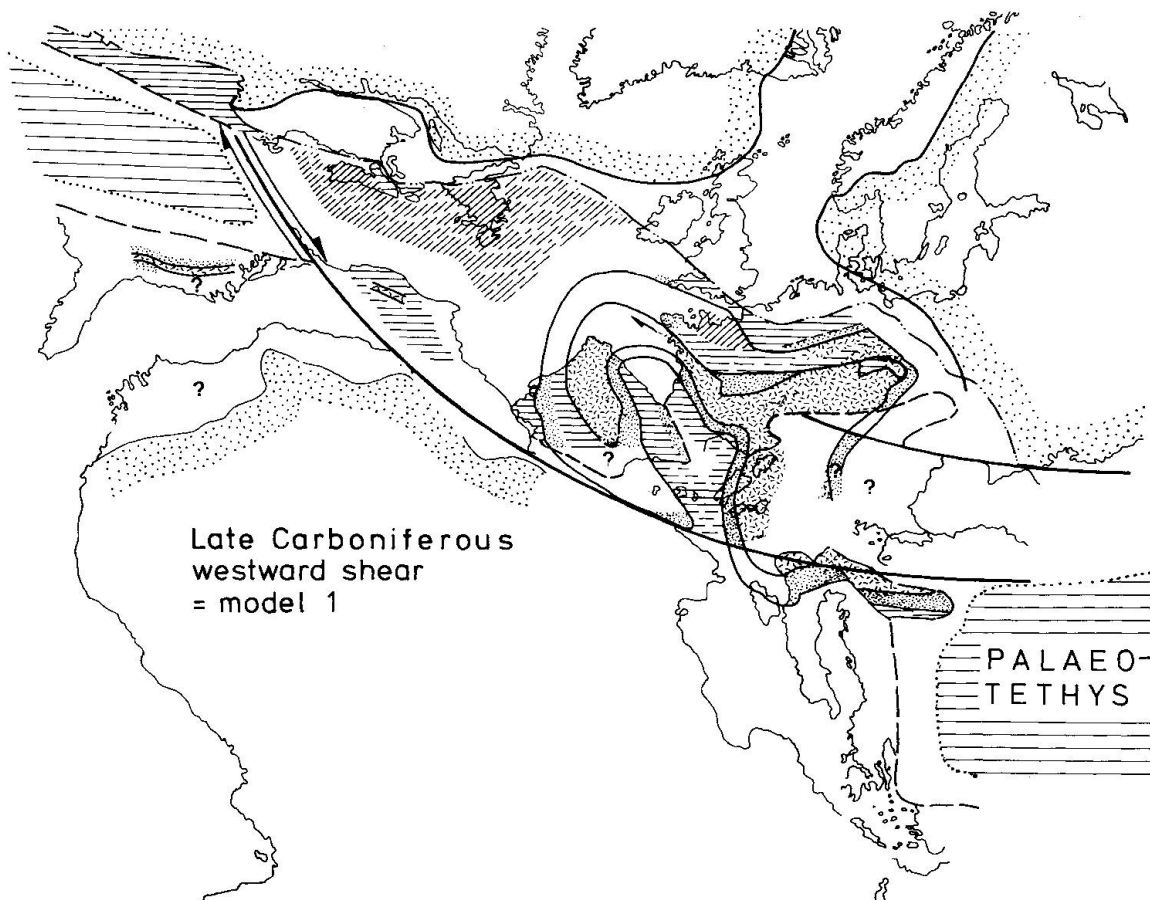 ?
?
?
?
?
Late Carboniferous
westward shear
= model 1
PALAEO-
TETHYS